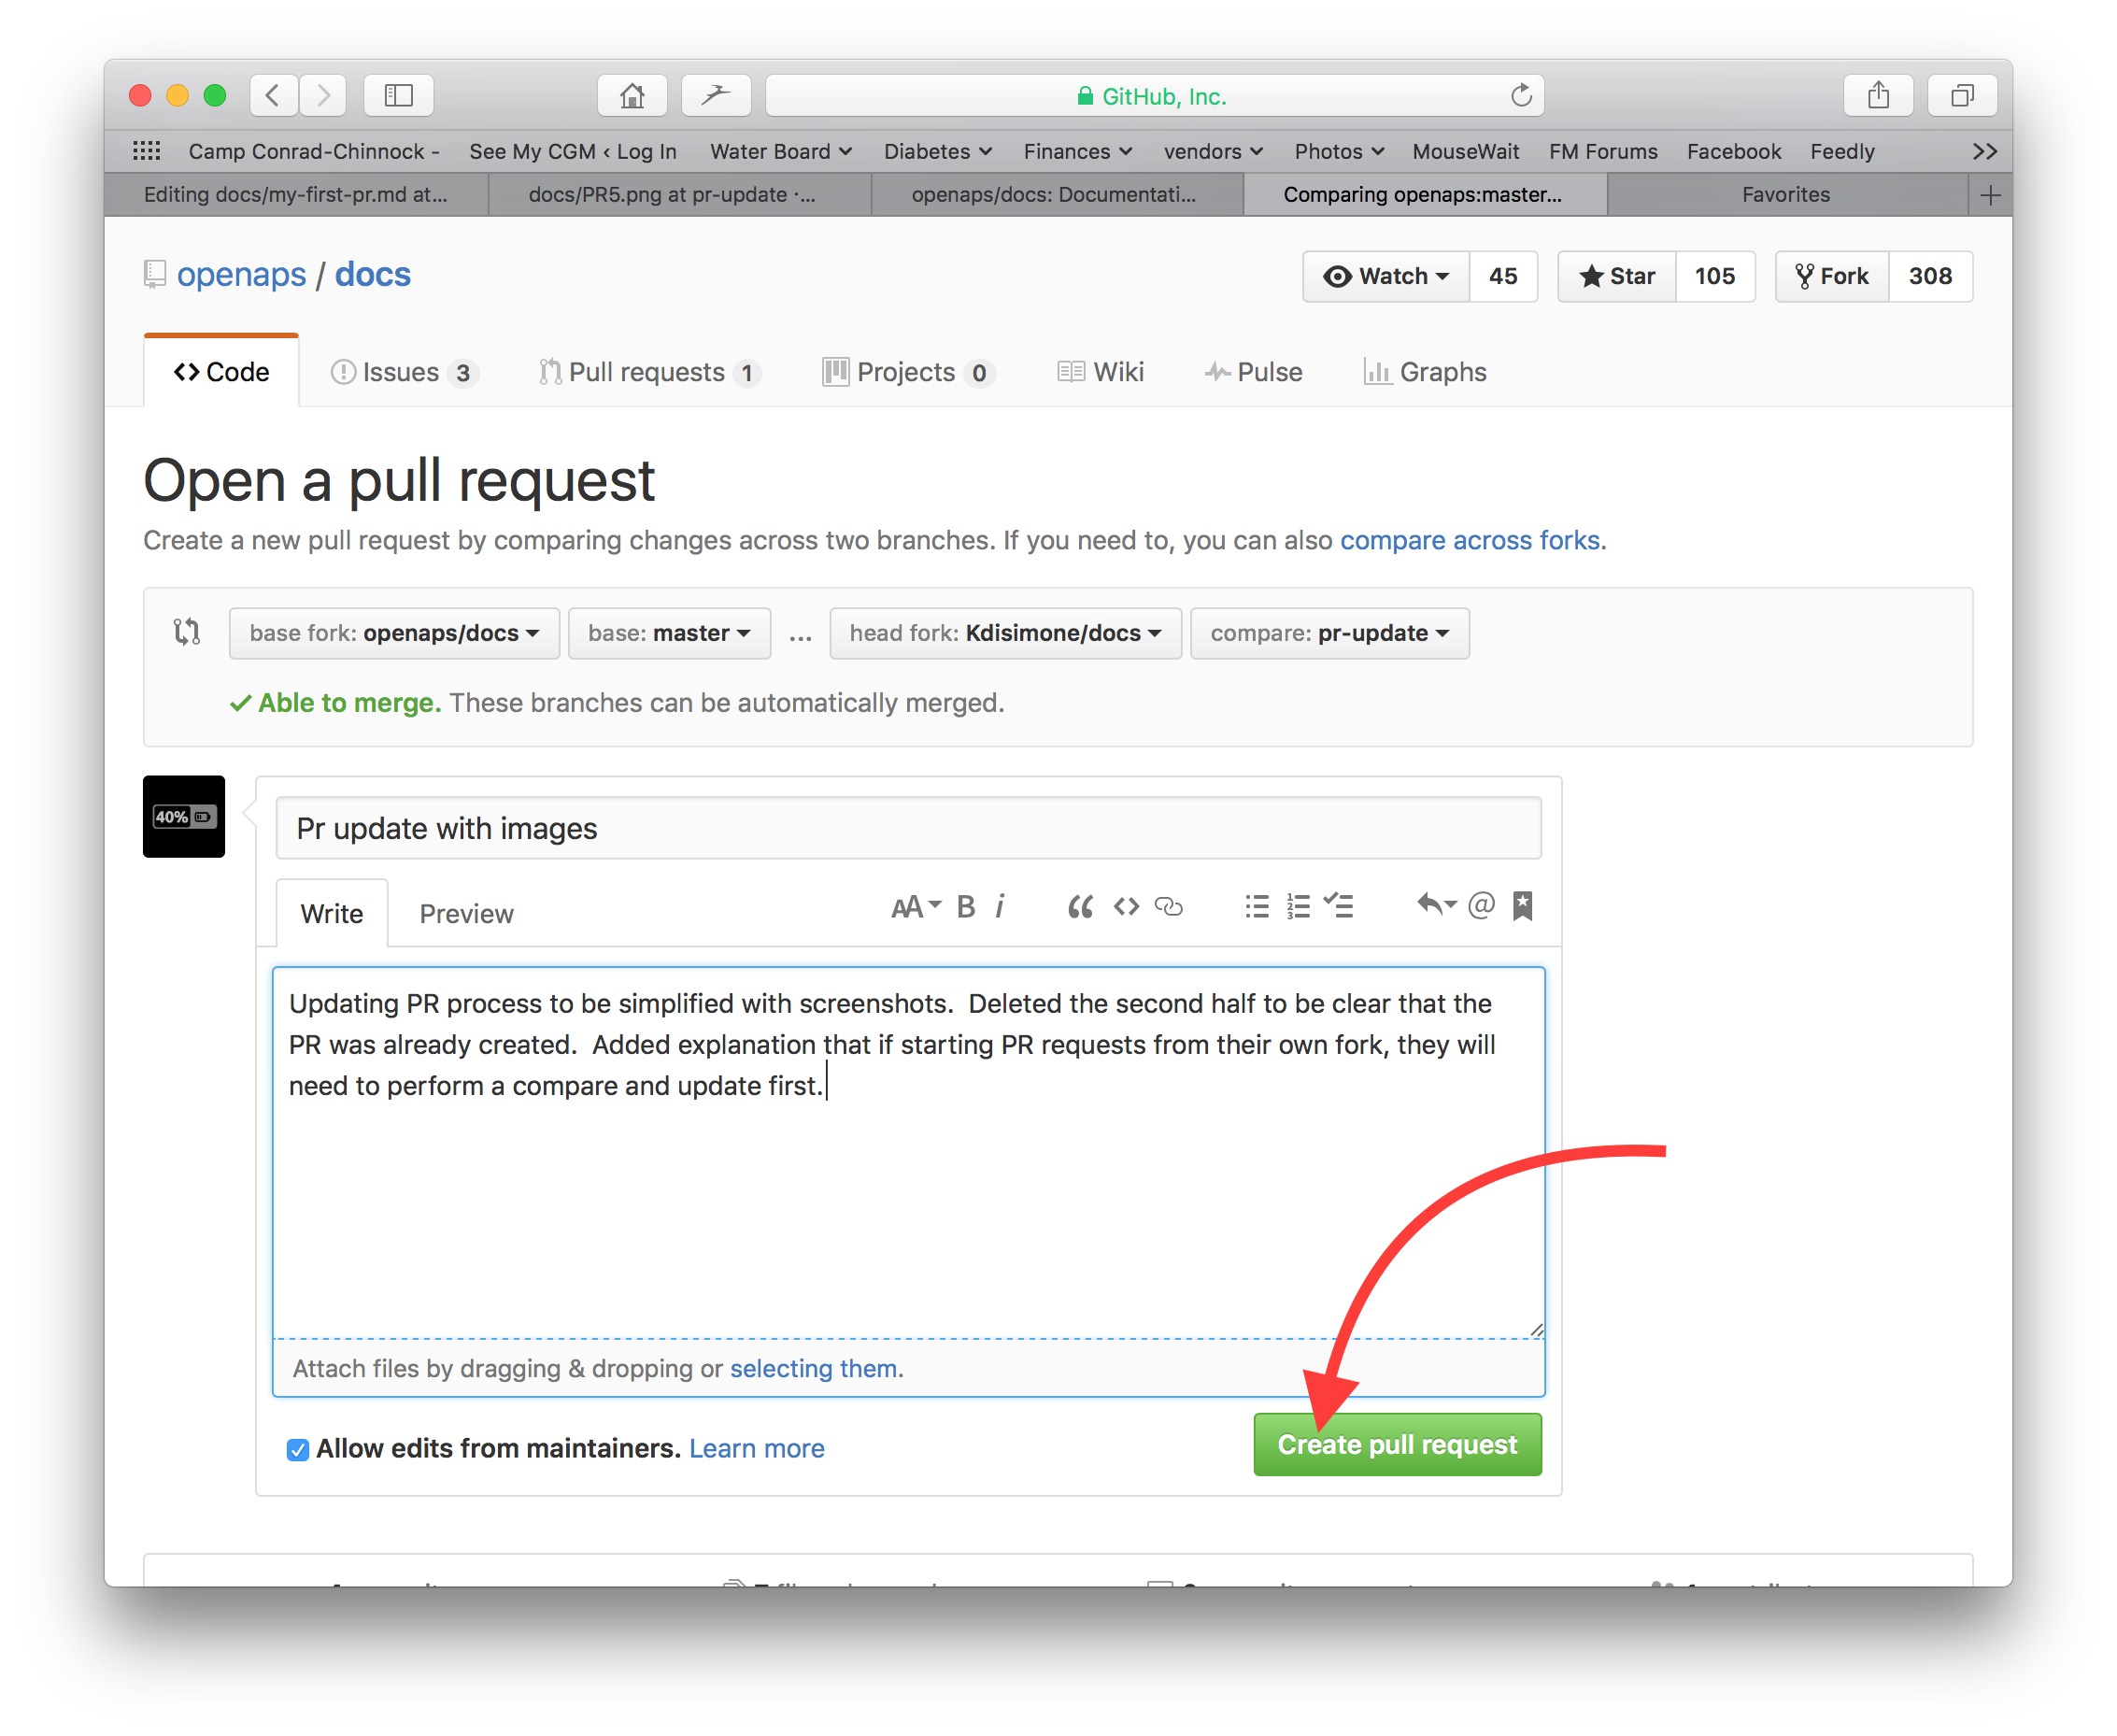 GitHub, Inc.
Camp Conrad-Chinnock - See My CGM ‹ Log In Water Board Diabetes Finances vendors Photos MouseWait FM Forums Facebook Feedly >>
Editing docs/my-first-pr.md at... docs/PR5.png at pr-update ·... openaps/docs: Documentati... Comparing openaps:master... Favorites +
openaps / docs Watch 45 Star 105 Fork 308
Code Issues 3 Pull requests 1 Projects 0 Wiki Pulse Graphs
Open a pull request
Create a new pull request by comparing changes across two branches. If you need to, you can also compare across forks.
base fork: openaps/docs base: master ... head fork: Kdisimone/docs compare: pr-update
Able to merge. These branches can be automatically merged.
40%
Pr update with images
Write Preview AA B i “ <> @
Updating PR process to be simplified with screenshots.  Deleted the second half to be clear that the
PR was already created.  Added explanation that if starting PR requests from their own fork, they will
need to perform a compare and update first.
Attach files by dragging & dropping or selecting them.
Allow edits from maintainers. Learn more Create pull request